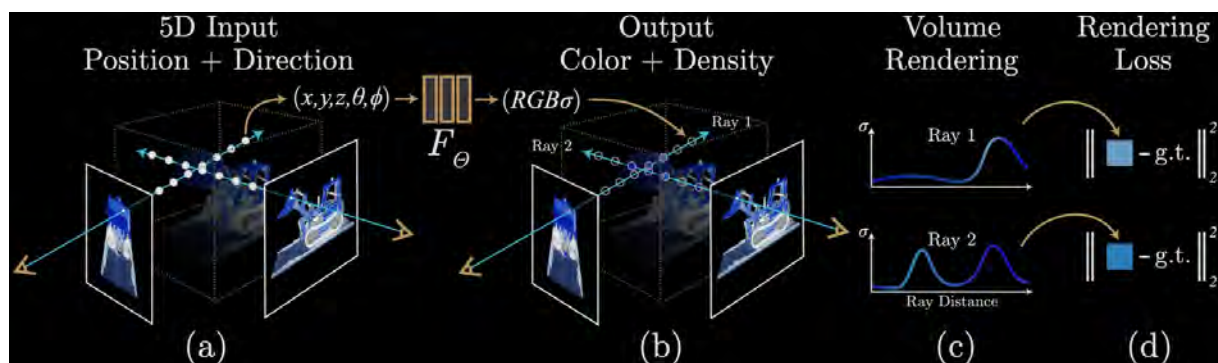 5D Input
Position + Direction
Output
Color + Density
Volume
Rendering
Rendering
Loss
(x,y,z,θ,ϕ)
F_Θ
(RGBσ)
Ray 1
Ray 2
σ
Ray 1
‖ - g.t. ‖²₂
σ
Ray 2
Ray Distance
‖ - g.t. ‖²₂
(a)
(b)
(c)
(d)